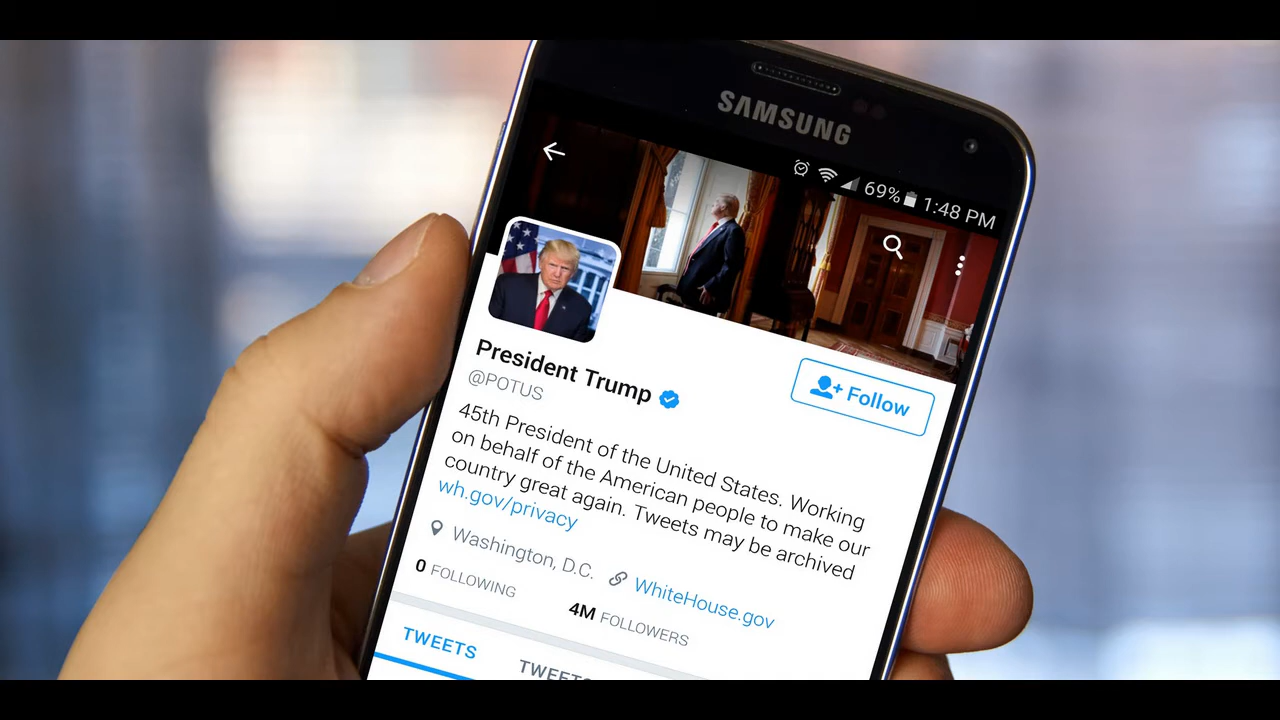 SAMSUNG
69% 1:48 PM
President Trump
@POTUS
Follow
45th President of the United States. Working
on behalf of the American people to make our
country great again. Tweets may be archived
wh.gov/privacy
Washington, D.C. WhiteHouse.gov
0 FOLLOWING 4M FOLLOWERS
TWEETS TWEETS